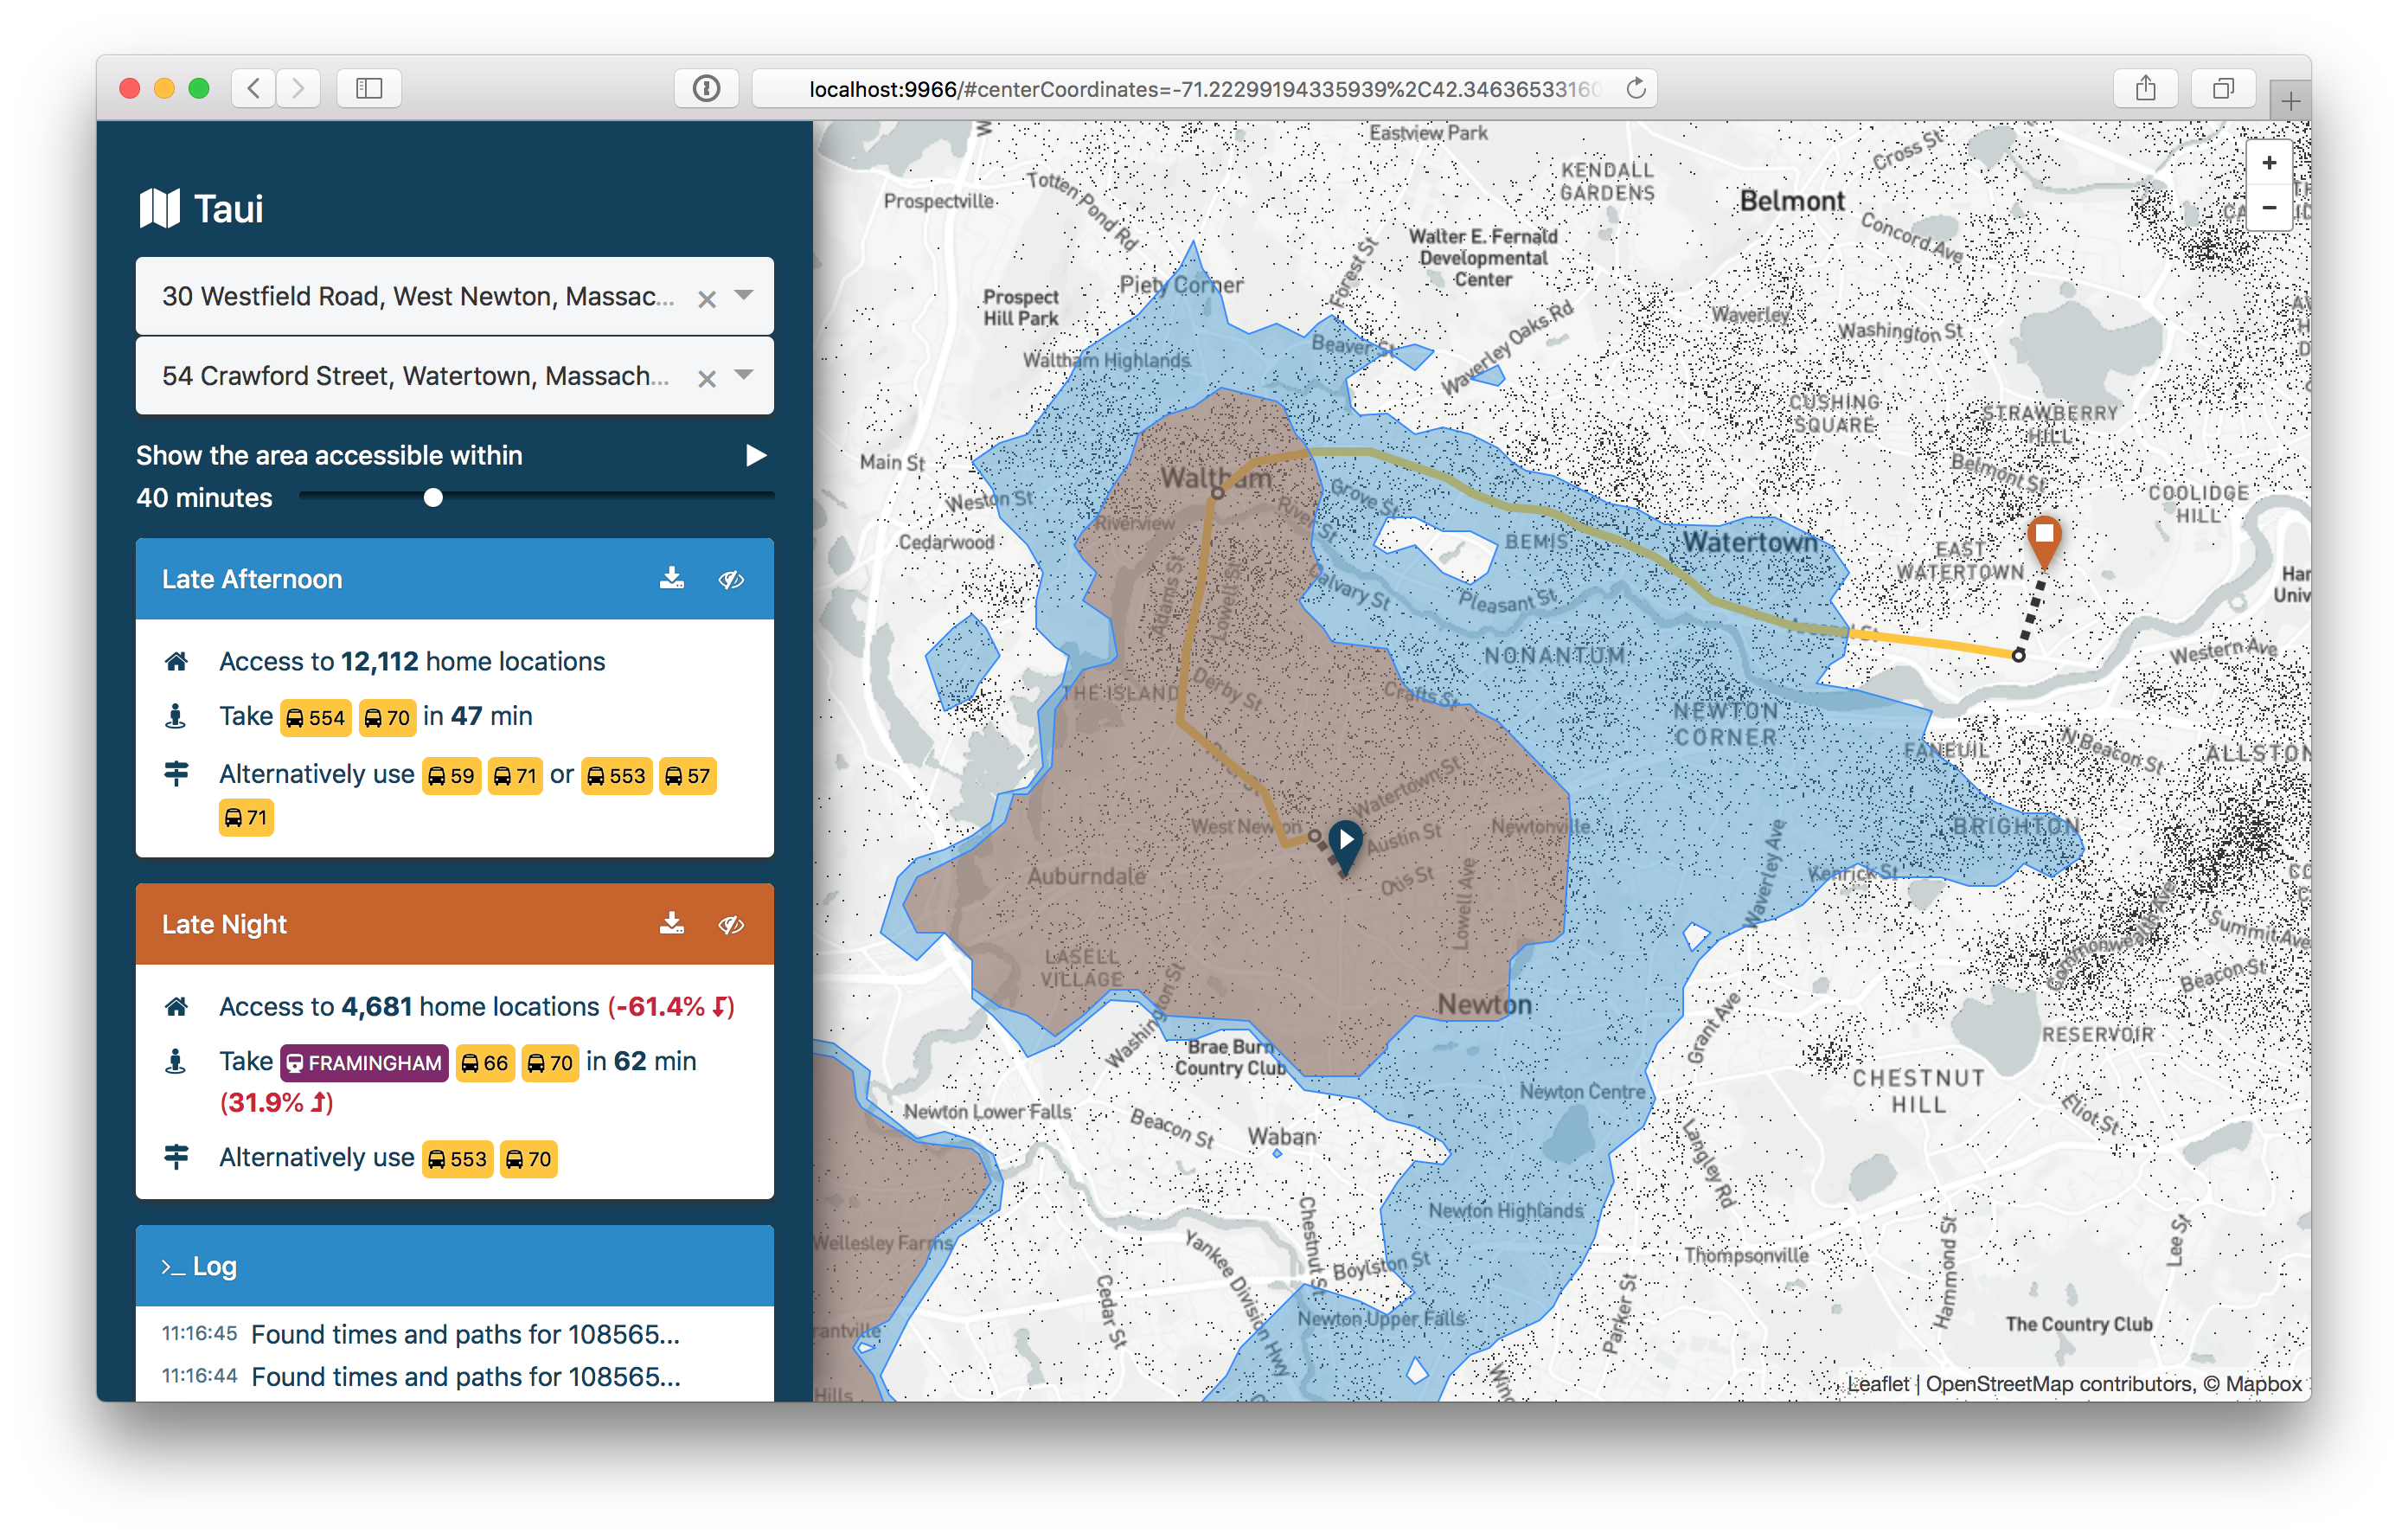 localhost:9966/#centerCoordinates=-71.22299194335939%2C42.3463653316
Taui
30 Westfield Road, West Newton, Massac...
54 Crawford Street, Watertown, Massach...
Show the area accessible within
40 minutes
Late Afternoon
Access to 12,112 home locations
Take 554 70 in 47 min
Alternatively use 59 71 or 553 57
71
Late Night
Access to 4,681 home locations (-61.4%)
Take FRAMINGHAM 66 70 in 62 min
(31.9%)
Alternatively use 553 70
>_ Log
11:16:45 Found times and paths for 108565...
11:16:44 Found times and paths for 108565...
+
−
Eastview Park
Cross St
Totten Pond Rd
Prospectville
KENDALL
GARDENS
Belmont
Concord Ave
Walter E. Fernald
Developmental
Center
Forest St
Piety Corner
Prospect
Hill Park
Waverley Oaks Rd
Waverley
Washington St
Beaver St
Waltham Highlands
CUSHING
SQUARE
STRAWBERRY
HILL
Main St
Waltham
Belmont St
Weston St
Grove St
COOLIDGE
HILL
River St
Riverview
Cedarwood
BEMIS
Watertown
EAST
WATERTOWN
Adams St
Lowell St
Calvary St
Pleasant St
Har
Univ
Arsenal St
NONANTUM
Western Ave
THE ISLAND
Derby St
Crafts St
NEWTON
CORNER
FANEUIL
N Beacon St
ALLSTON
Watertown St
West Newton
Austin St
Newtonville
BRIGHTON
Auburndale
Otis St
Lowell Ave
Waverley Ave
Kenrick St
Commonwealth Ave
Summit Ave
LASELL
VILLAGE
Washington St
Beacon St
Newton
Grant Ave
RESERVOIR
Brae Burn
Country Club
CHESTNUT
HILL
Newton Centre
Newton Lower Falls
Beacon St
Waban
Langley Rd
Eliot St
Newton Highlands
Chestnut St
Hammond St
Lee St
Wellesley Farms
Yankee Division Hwy
Boylston St
Thompsonville
Cedar St
Newton Upper Falls
Parker St
The Country Club
rantville
Hills
Leaflet | OpenStreetMap contributors, © Mapbox